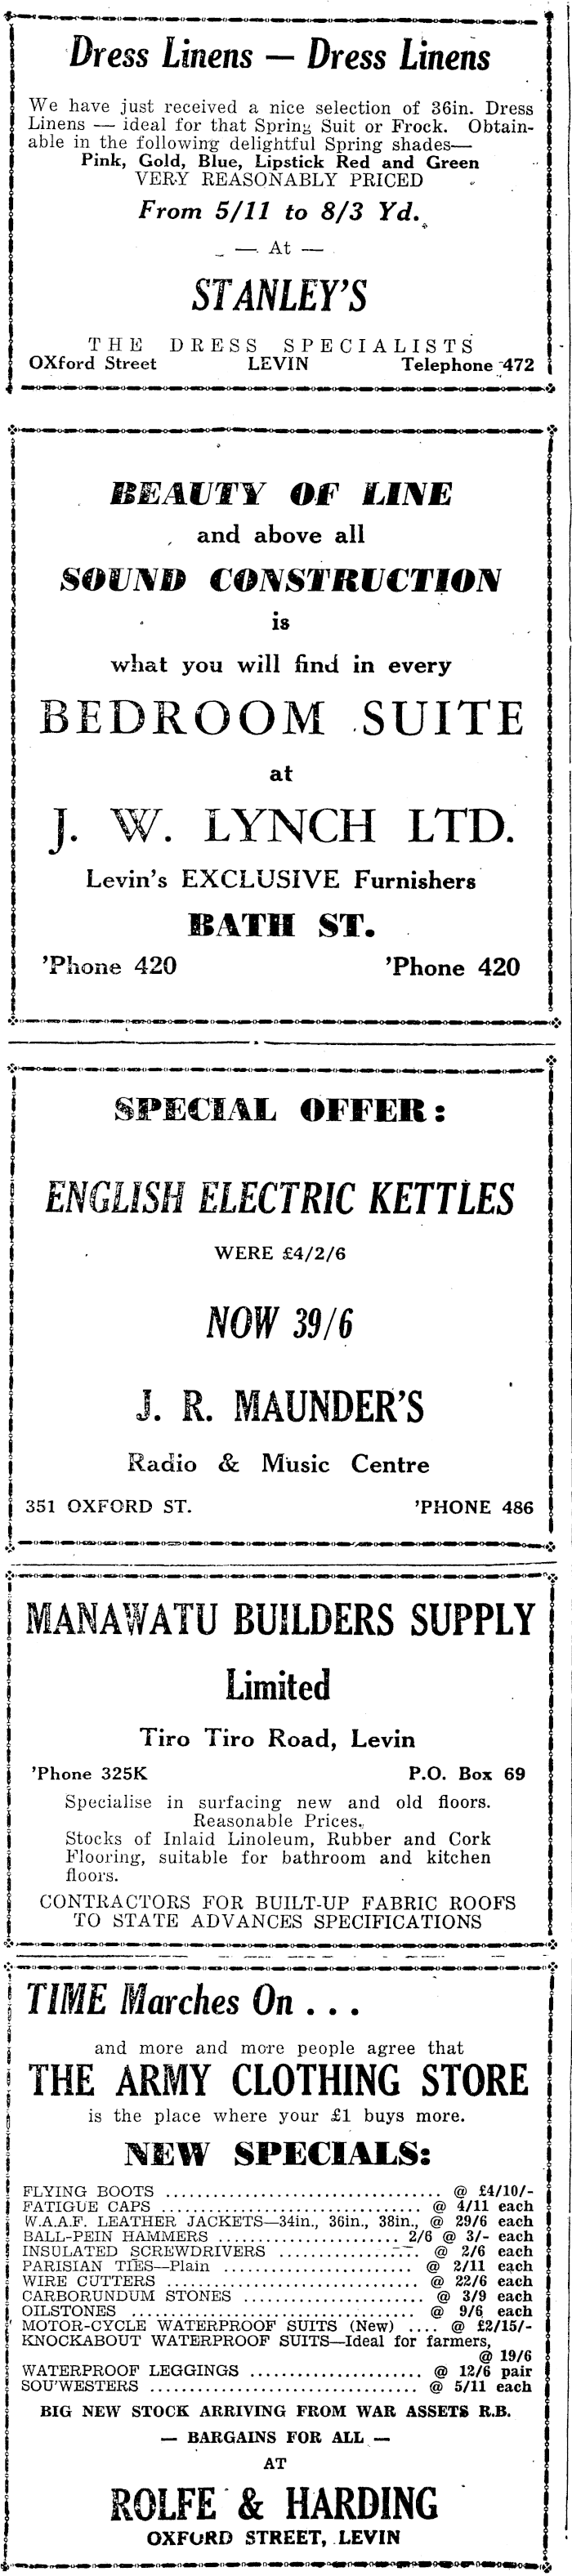 Dress Linens — Dress Linens
We have just received a nice selection of 36in. Dress
Linens — ideal for that Spring Suit or Frock. Obtain-
able in the following delightful Spring shades—
Pink, Gold, Blue, Lipstick Red and Green
VERY REASONABLY PRICED
From 5/11 to 8/3 Yd.
— At —
STANLEY'S
THE DRESS SPECIALISTS
OXford Street LEVIN Telephone 472
BEAUTY OF LINE
and above all
SOUND CONSTRUCTION
is
what you will find in every
BEDROOM SUITE
at
J. W. LYNCH LTD.
Levin's EXCLUSIVE Furnishers
BATH ST.
'Phone 420 'Phone 420
SPECIAL OFFER:
ENGLISH ELECTRIC KETTLES
WERE £4/2/6
NOW 39/6
J. R. MAUNDER'S
Radio & Music Centre
351 OXFORD ST. 'PHONE 486
MANAWATU BUILDERS SUPPLY
Limited
Tiro Tiro Road, Levin
'Phone 325K P.O. Box 69
Specialise in surfacing new and old floors.
Reasonable Prices.
Stocks of Inlaid Linoleum, Rubber and Cork
Flooring, suitable for bathroom and kitchen
floors.
CONTRACTORS FOR BUILT-UP FABRIC ROOFS
TO STATE ADVANCES SPECIFICATIONS
TIME Marches On . . .
and more and more people agree that
THE ARMY CLOTHING STORE
is the place where your £1 buys more.
NEW SPECIALS:
FLYING BOOTS .................................. @ £4/10/-
FATIGUE CAPS ................................ @ 4/11 each
W.A.A.F. LEATHER JACKETS—34in., 36in., 38in., @ 29/6 each
BALL-PEIN HAMMERS ....................... 2/6 @ 3/- each
INSULATED SCREWDRIVERS ................. @ 2/6 each
PARISIAN TIES—Plain ....................... @ 2/11 each
WIRE CUTTERS ............................... @ 22/6 each
CARBORUNDUM STONES ...................... @ 3/9 each
OILSTONES ................................... @ 9/6 each
MOTOR-CYCLE WATERPROOF SUITS (New) .... @ £2/15/-
KNOCKABOUT WATERPROOF SUITS—Ideal for farmers,
@ 19/6
WATERPROOF LEGGINGS ..................... @ 12/6 pair
SOU'WESTERS ................................ @ 5/11 each
BIG NEW STOCK ARRIVING FROM WAR ASSETS R.B.
— BARGAINS FOR ALL —
AT
ROLFE & HARDING
OXFORD STREET, LEVIN